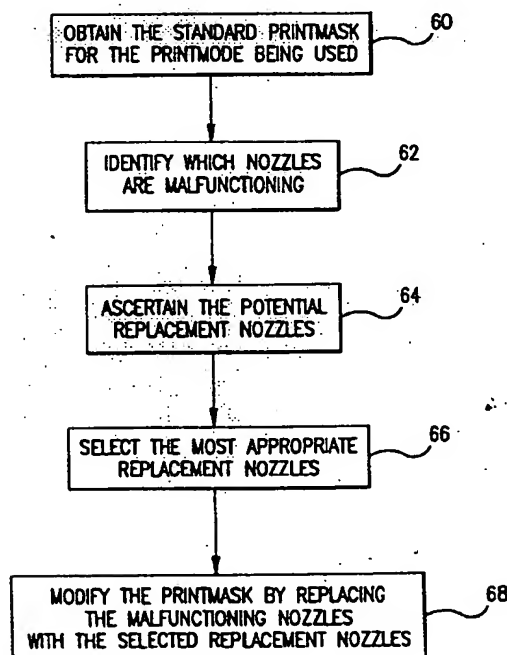 OBTAIN THE STANDARD PRINTMASK
FOR THE PRINTMODE BEING USED
60
IDENTIFY WHICH NOZZLES
ARE MALFUNCTIONING
62
ASCERTAIN THE POTENTIAL
REPLACEMENT NOZZLES
64
SELECT THE MOST APPROPRIATE
REPLACEMENT NOZZLES
66
MODIFY THE PRINTMASK BY REPLACING
THE MALFUNCTIONING NOZZLES
WITH THE SELECTED REPLACEMENT NOZZLES
68